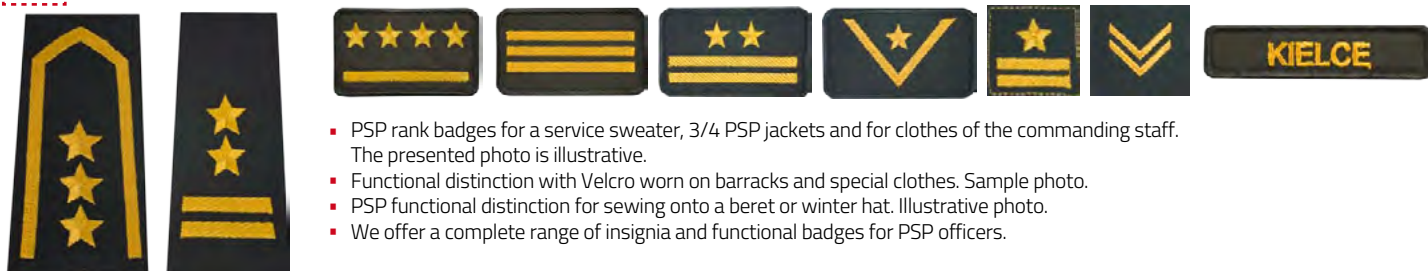 KIELCE
PSP rank badges for a service sweater, 3/4 PSP jackets and for clothes of the commanding staff.
The presented photo is illustrative.
Functional distinction with Velcro worn on barracks and special clothes. Sample photo.
PSP functional distinction for sewing onto a beret or winter hat. Illustrative photo.
We offer a complete range of insignia and functional badges for PSP officers.